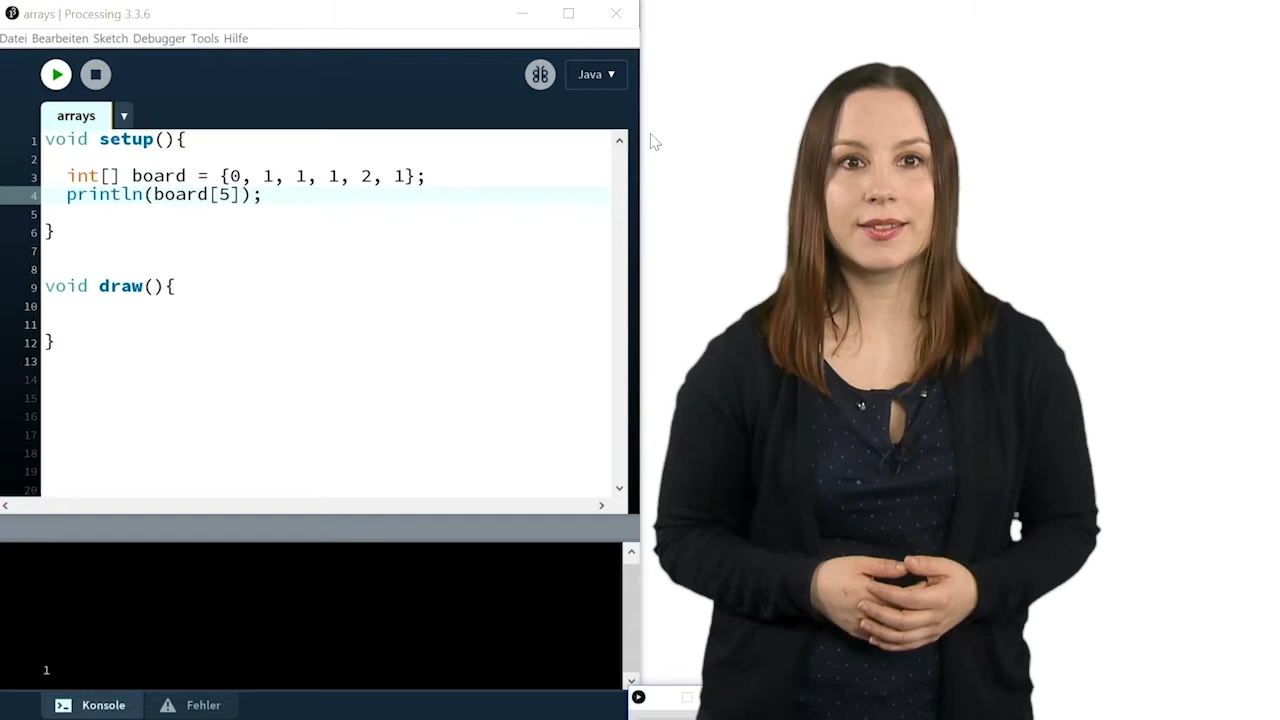 arrays | Processing 3.3.6
Datei Bearbeiten Sketch Debugger Tools Hilfe
Java ▼
arrays ▼
1 void setup(){
2
3 int[] board = {0, 1, 1, 1, 2, 1};
4 println(board[5]);
5
6 }
7
8
9 void draw(){
10
11
12 }
13
14
15
16
17
18
19
20
1
Konsole Fehler